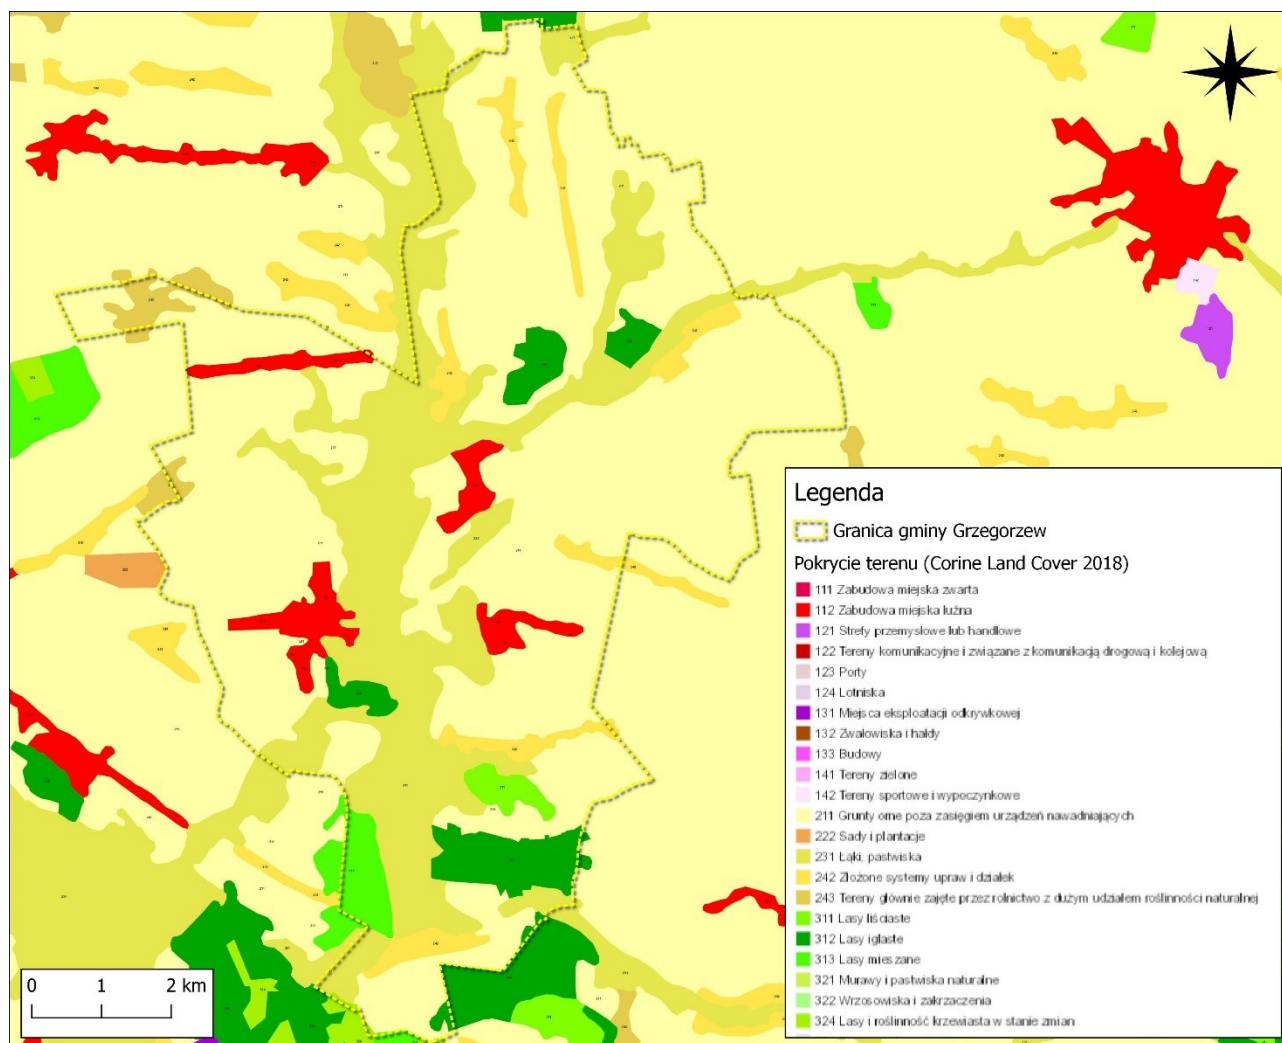 Legenda
Granica gminy Grzegorzew
Pokrycie terenu (Corine Land Cover 2018)
111 Zabudowa miejska zwarta
112 Zabudowa miejska luźna
121 Strefy przemysłowe lub handlowe
122 Tereny komunikacyjne i związane z komunikacją drogową i kolejową
123 Porty
124 Lotniska
131 Miejsca eksploatacji odkrywkowej
132 Zwałowiska i hałdy
133 Budowy
141 Tereny zielone
142 Tereny sportowe i wypoczynkowe
211 Grunty orne poza zasięgiem urządzeń nawadniających
222 Sady i plantacje
231 Łąki, pastwiska
242 Złożone systemy upraw i działek
243 Tereny głównie zajęte przez rolnictwo z dużym udziałem roślinności naturalnej
311 Lasy liściaste
312 Lasy iglaste
313 Lasy mieszane
321 Murawy i pastwiska naturalne
322 Wrzosowiska i zakrzaczenia
324 Lasy i roślinność krzewiasta w stanie zmian
0 1 2 km